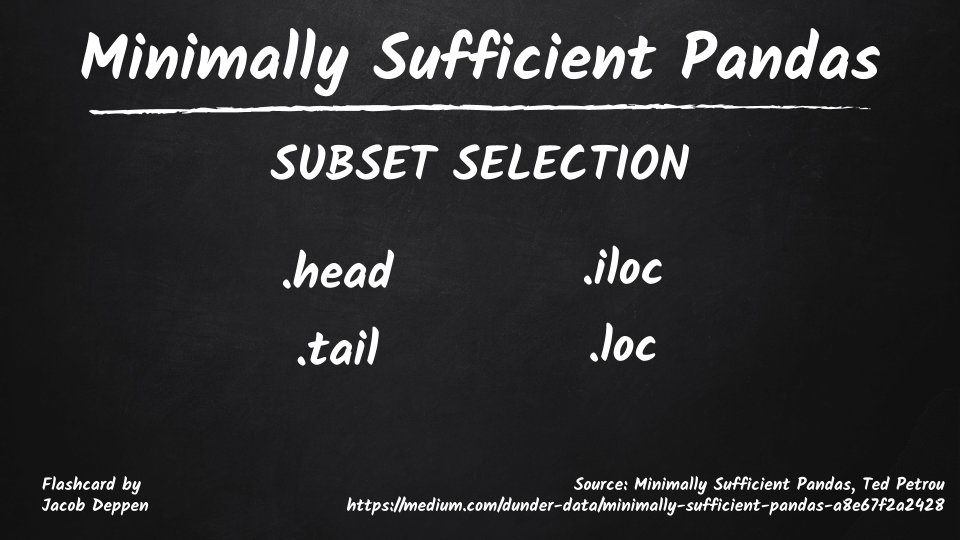 Minimally Sufficient Pandas
SUBSET SELECTION
.head
.tail
.iloc
.loc
Flashcard by
Jacob Deppen
Source: Minimally Sufficient Pandas, Ted Petrou
https://medium.com/dunder-data/minimally-sufficient-pandas-a8e67f2a2428